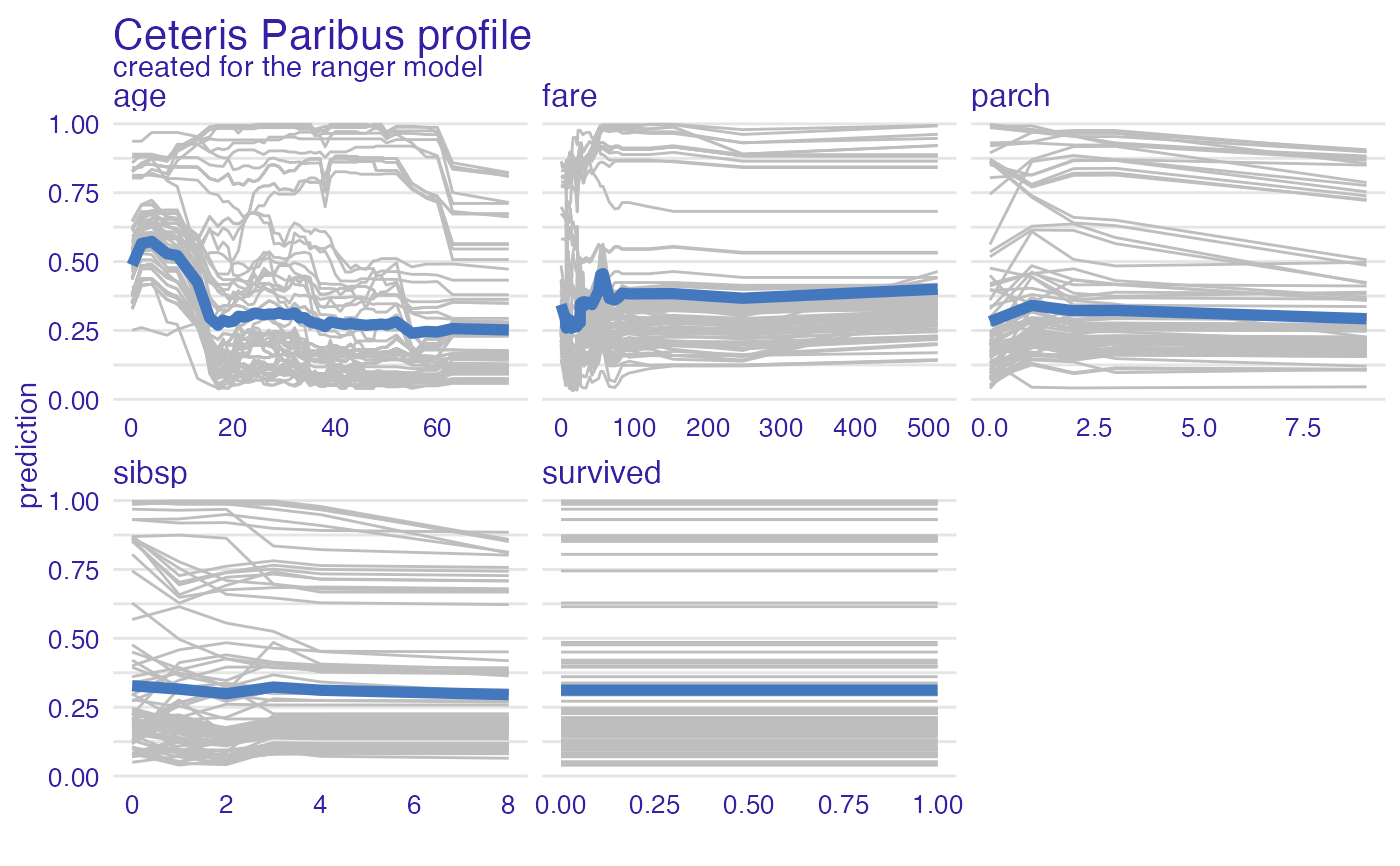 Ceteris Paribus profile
created for the ranger model
age
fare
parch
1.00
0.75
0.50
0.25
0.00
0 20 40 60
0 100 200 300 400 500
0.0 2.5 5.0 7.5
prediction
sibsp
survived
1.00
0.75
0.50
0.25
0.00
0 2 4 6 8
0.00 0.25 0.50 0.75 1.00